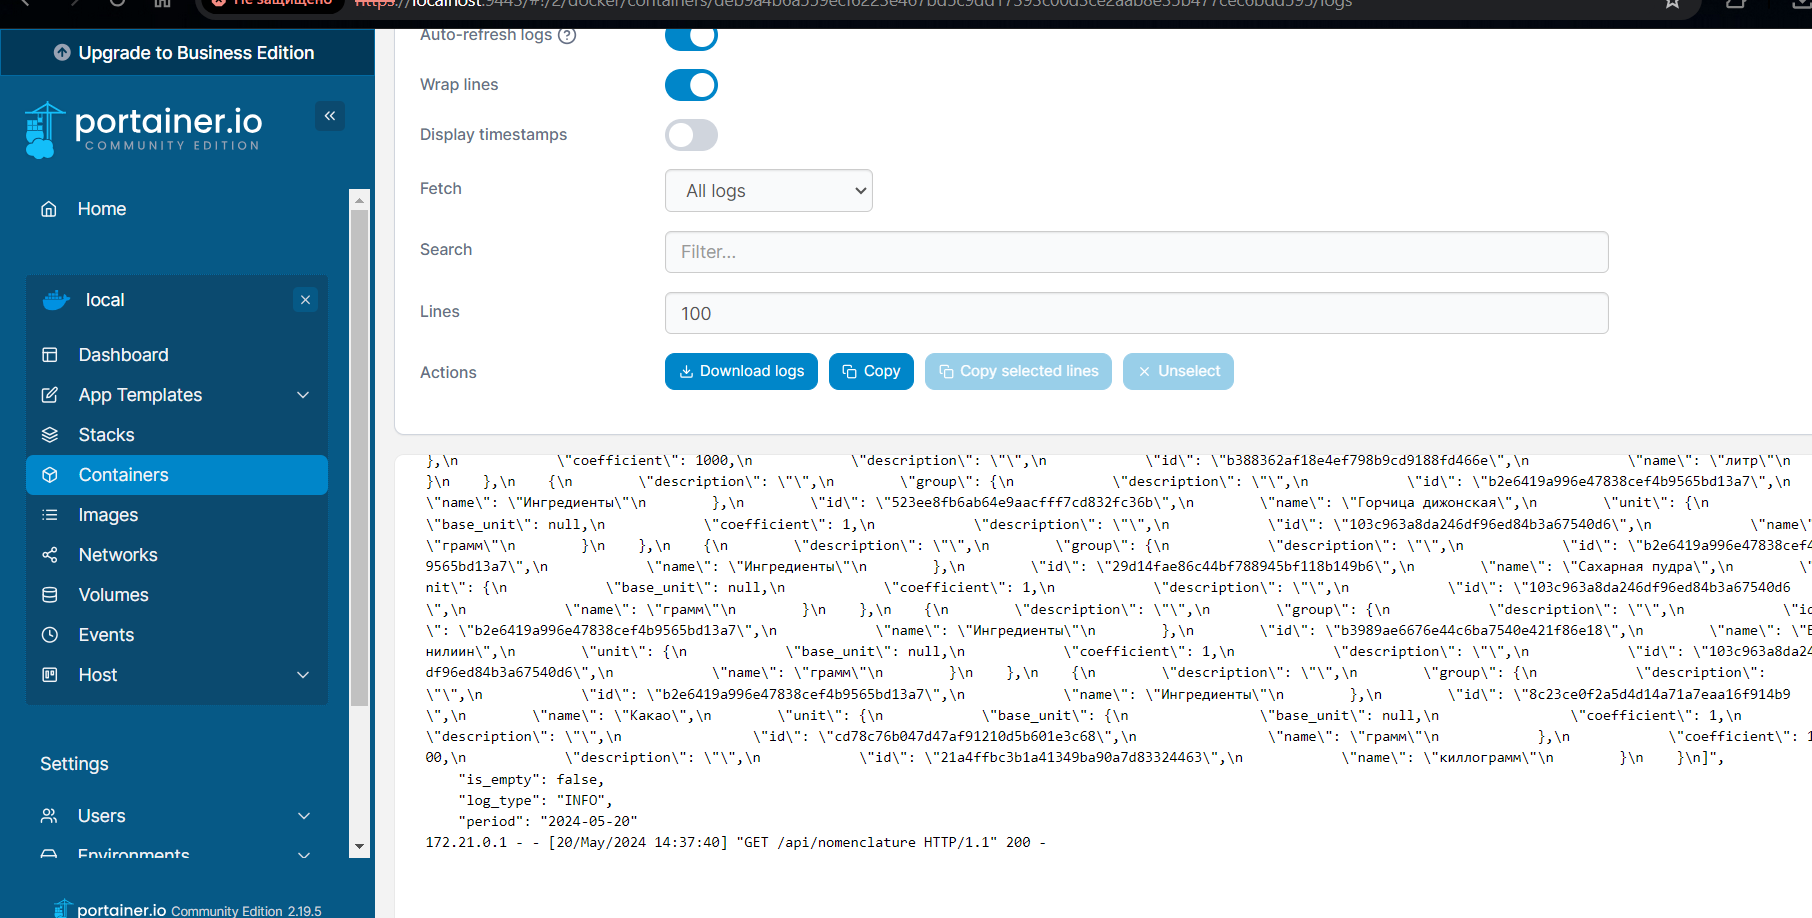 Не защищено
https://localhost:9443/#!/2/docker/containers/
/logs
Upgrade to Business Edition
portainer.io
COMMUNITY EDITION
Home
local
Dashboard
App Templates
Stacks
Containers
Images
Networks
Volumes
Events
Host
Settings
Users
Environments
portainer.io Community Edition 2.19.5
Auto-refresh logs
Wrap lines
Display timestamps
Fetch
All logs
Search
Filter...
Lines
100
Actions
Download logs
Copy
Copy selected lines
Unselect
},\n \"coefficient\": 1000,\n \"description\": \"\",\n \"id\": \"b388362af18e4ef798b9cd9188fd466e\",\n \"name\": \"литр\"\n
}\n },\n {\n \"description\": \"\",\n \"group\": {\n \"description\": \"\",\n \"id\": \"b2e6419a996e47838cef4b9565bd13a7\",\n
\"name\": \"Ингредиенты\"\n },\n \"id\": \"523ee8fb6ab64e9aacfff7cd832fc36b\",\n \"name\": \"Горчица дижонская\",\n \"unit\": {\n
\"base_unit\": null,\n \"coefficient\": 1,\n \"description\": \"\",\n \"id\": \"103c963a8da246df96ed84b3a67540d6\",\n \"name\"
\"грамм\"\n }\n },\n {\n \"description\": \"\",\n \"group\": {\n \"description\": \"\",\n \"id\": \"b2e6419a996e47838cef4
9565bd13a7\",\n \"name\": \"Ингредиенты\"\n },\n \"id\": \"29d14fae86c44bf788945bf118b149b6\",\n \"name\": \"Сахарная пудра\",\n \"
nit\": {\n \"base_unit\": null,\n \"coefficient\": 1,\n \"description\": \"\",\n \"id\": \"103c963a8da246df96ed84b3a67540d6
\",\n \"name\": \"грамм\"\n }\n },\n {\n \"description\": \"\",\n \"group\": {\n \"description\": \"\",\n \"id
\": \"b2e6419a996e47838cef4b9565bd13a7\",\n \"name\": \"Ингредиенты\"\n },\n \"id\": \"b3989ae6676e44c6ba7540e421f86e18\",\n \"name\": \"
нилиин\",\n \"unit\": {\n \"base_unit\": null,\n \"coefficient\": 1,\n \"description\": \"\",\n \"id\": \"103c963a8da24
df96ed84b3a67540d6\",\n \"name\": \"грамм\"\n }\n },\n {\n \"description\": \"\",\n \"group\": {\n \"description\":
\"\",\n \"id\": \"b2e6419a996e47838cef4b9565bd13a7\",\n \"name\": \"Ингредиенты\"\n },\n \"id\": \"8c23ce0f2a5d4d14a71a7eaa16f914b9
\",\n \"name\": \"Какао\",\n \"unit\": {\n \"base_unit\": {\n \"base_unit\": null,\n \"coefficient\": 1,\n
\"description\": \"\",\n \"id\": \"cd78c76b047d47af91210d5b601e3c68\",\n \"name\": \"грамм\"\n },\n \"coefficient\": 1
00,\n \"description\": \"\",\n \"id\": \"21a4ffbc3b1a41349ba90a7d83324463\",\n \"name\": \"киллограмм\"\n }\n }\n]",
"is_empty": false,
"log_type": "INFO",
"period": "2024-05-20"
172.21.0.1 - - [20/May/2024 14:37:40] "GET /api/nomenclature HTTP/1.1" 200 -